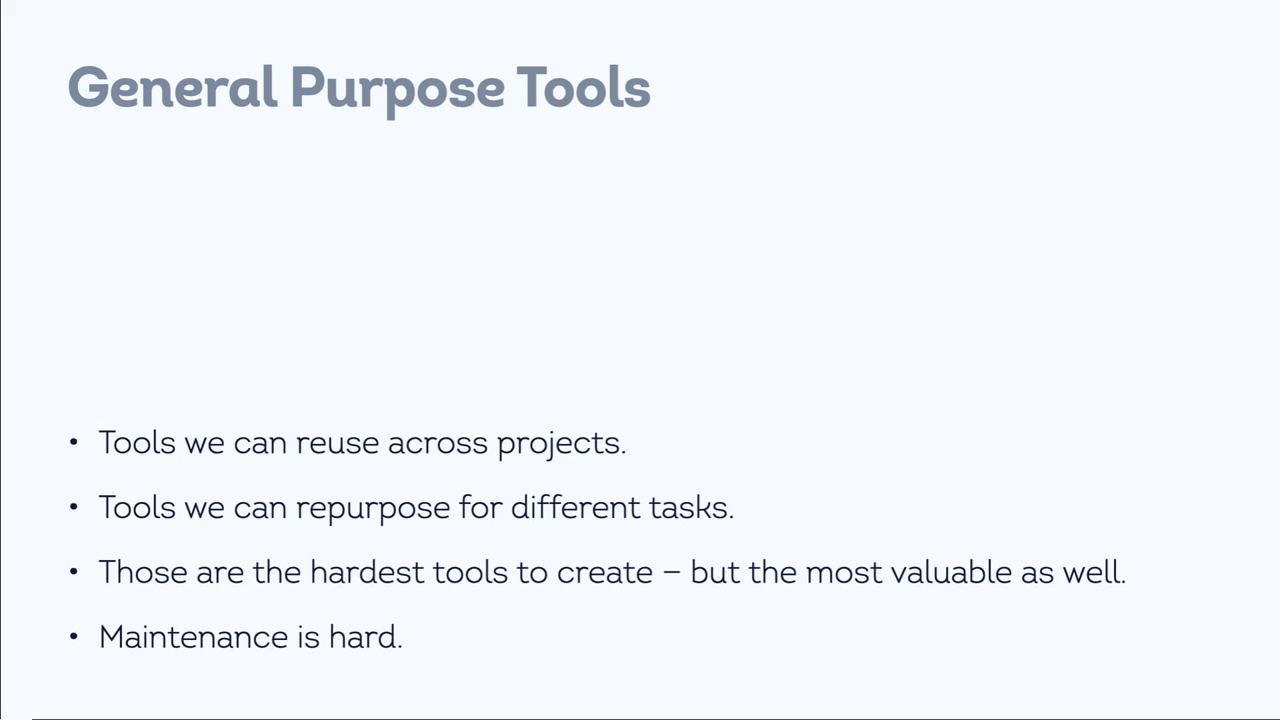 General Purpose Tools
• Tools we can reuse across projects.
• Tools we can repurpose for different tasks.
• Those are the hardest tools to create – but the most valuable as well.
• Maintenance is hard.